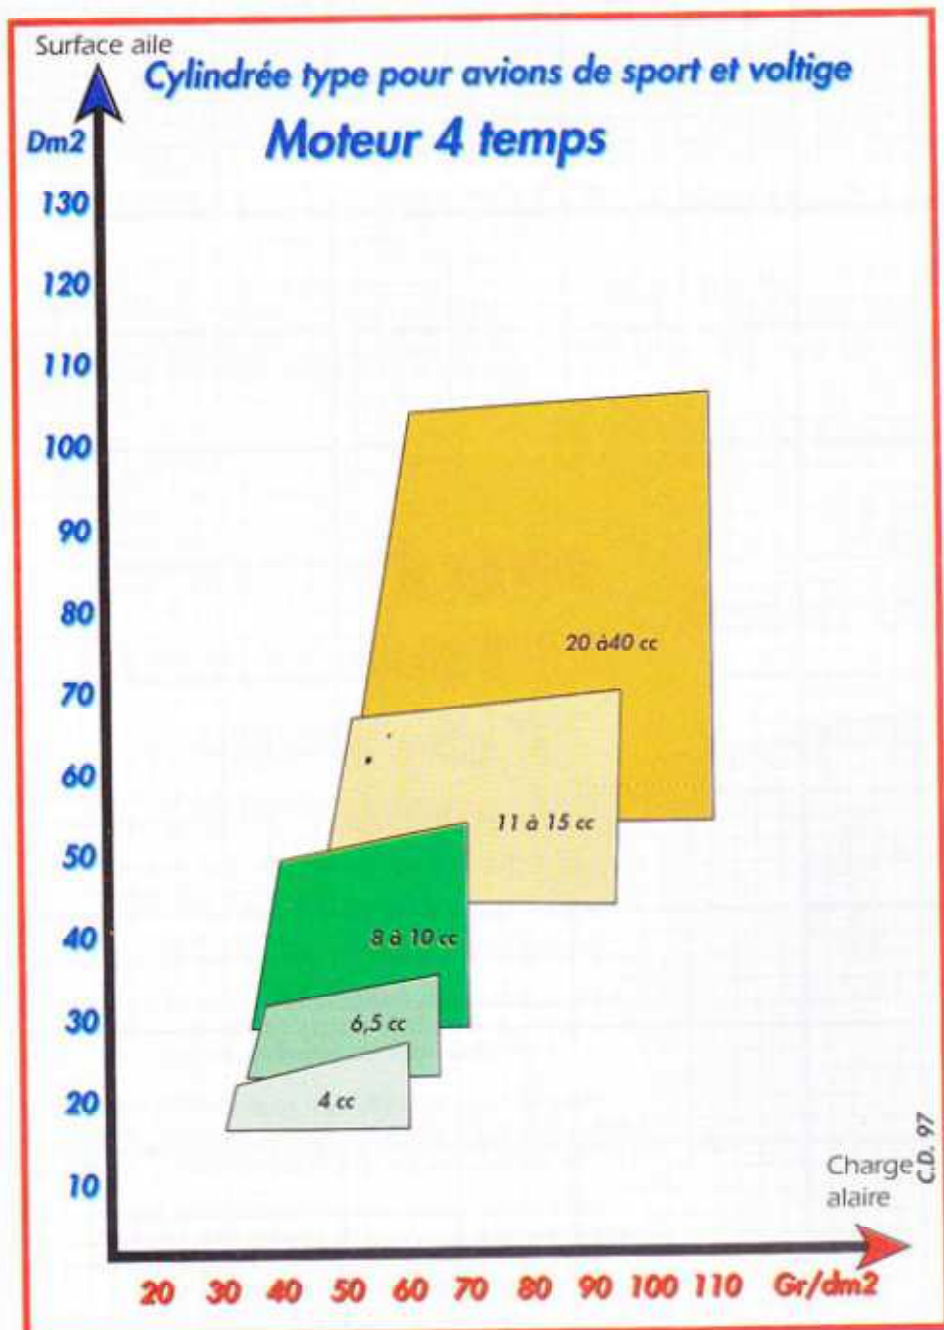 Surface aile
Cylindrée type pour avions de sport et voltige
Dm2
Moteur 4 temps
130
120
110
100
90
80
70
60
50
40
30
20
10
20 à40 cc
11 à 15 cc
8 à 10 cc
6,5 cc
4 cc
C.D. 97
Charge
alaire
20 30 40 50 60 70 80 90 100 110 Gr/dm2